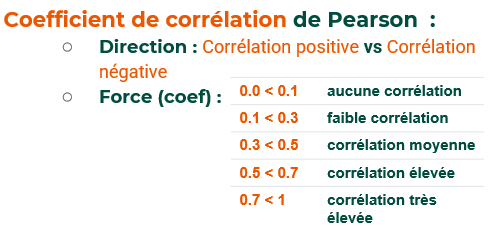 Coefficient de corrélation de Pearson :
○ Direction : Corrélation positive vs Corrélation
négative
○ Force (coef) :
0.0 < 0.1 aucune corrélation
0.1 < 0.3 faible corrélation
0.3 < 0.5 corrélation moyenne
0.5 < 0.7 corrélation élevée
0.7 < 1 corrélation très
élevée